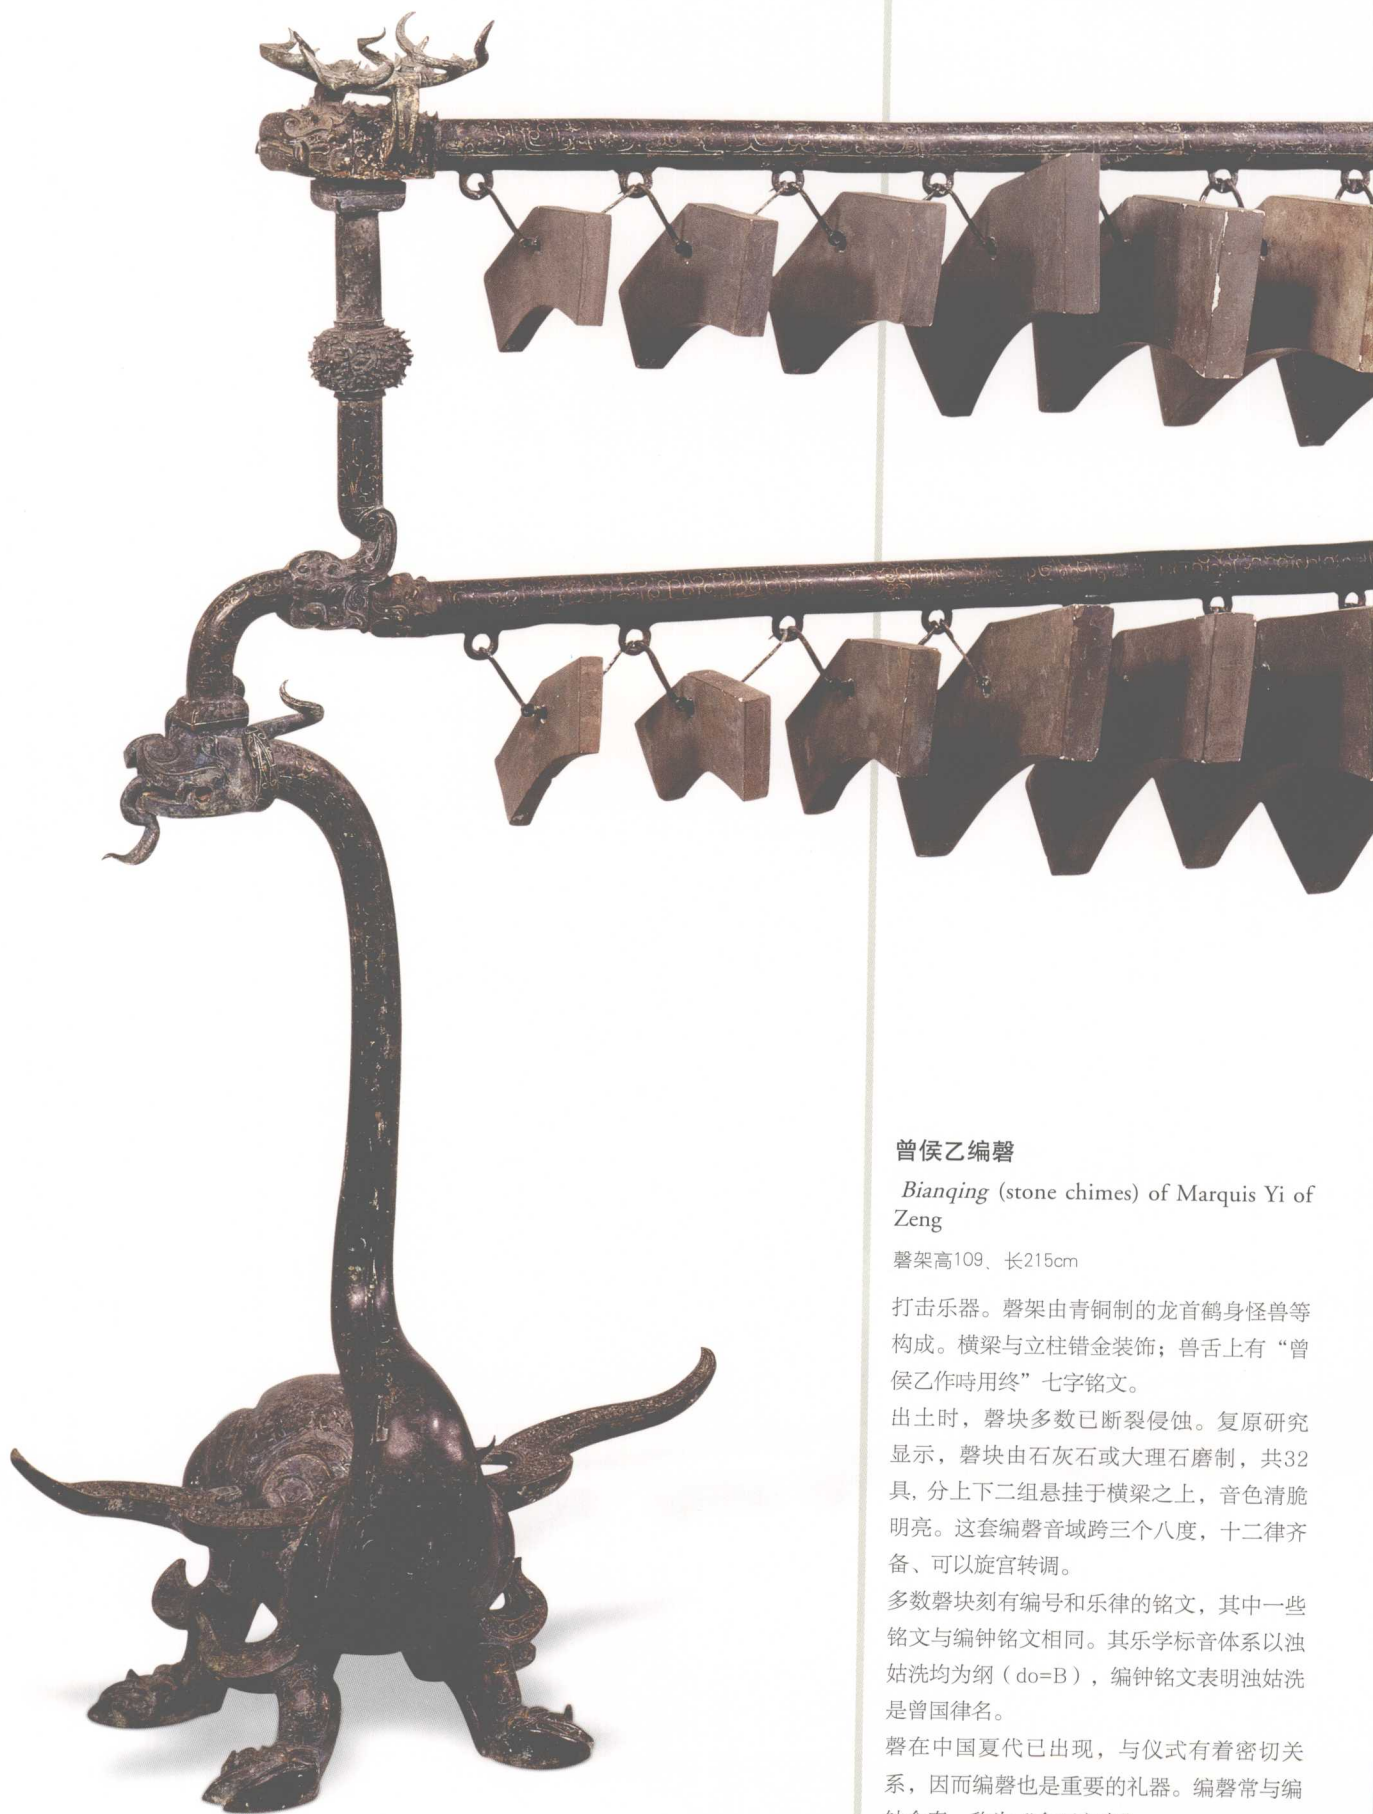 曾侯乙编磬
Bianqing (stone chimes) of Marquis Yi of
Zeng
磬架高109、长215cm
打击乐器。磬架由青铜制的龙首鹤身怪兽等
构成。横梁与立柱错金装饰；兽舌上有“曾
侯乙作時用终”七字铭文。
出土时，磬块多数已断裂侵蚀。复原研究
显示，磬块由石灰石或大理石磨制，共32
具，分上下二组悬挂于横梁之上，音色清脆
明亮。这套编磬音域跨三个八度，十二律齐
备、可以旋宫转调。
多数磬块刻有编号和乐律的铭文，其中一些
铭文与编钟铭文相同。其乐学标音体系以浊
姑洗均为纲（do=B），编钟铭文表明浊姑洗
是曾国律名。
磬在中国夏代已出现，与仪式有着密切关
系，因而编磬也是重要的礼器。编磬常与编